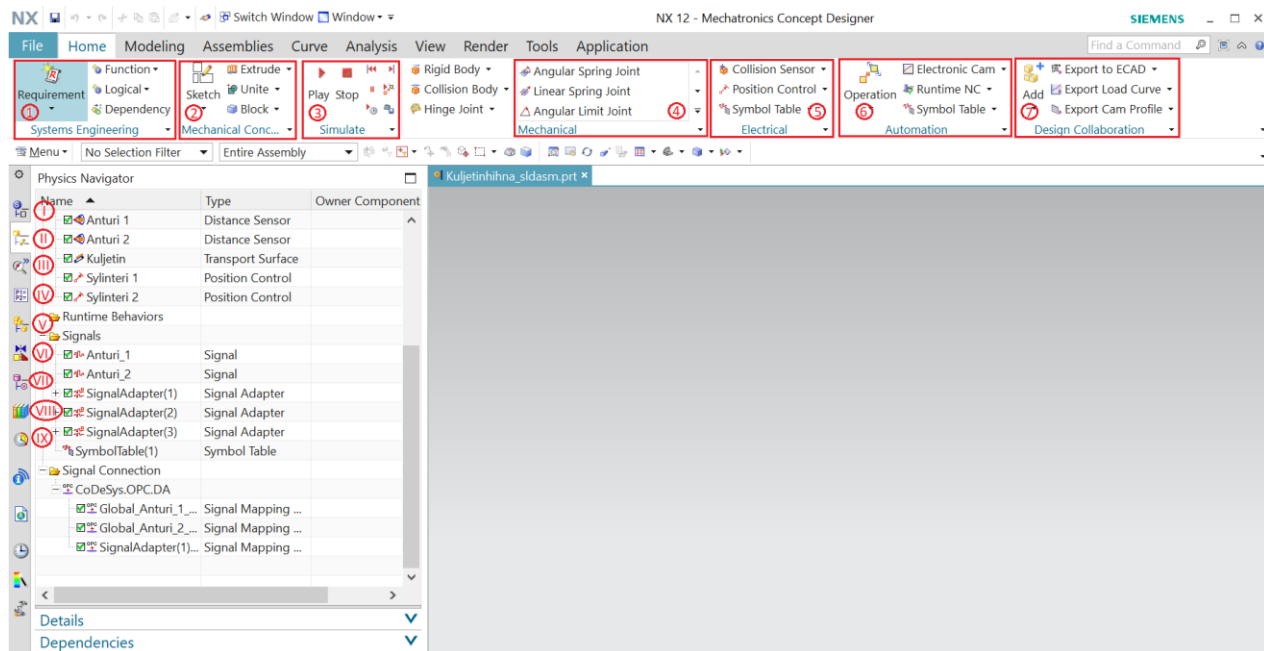 NX Switch Window Window NX 12 - Mechatronics Concept Designer SIEMENS
File Home Modeling Assemblies Curve Analysis View Render Tools Application Find a Command
Requirement
1
Function
Logical
Dependency
Systems Engineering
Sketch
2
Extrude
Unite
Block
Mechanical Conc...
Play Stop
3
Simulate
Rigid Body
Collision Body
Hinge Joint
Angular Spring Joint
Linear Spring Joint
Angular Limit Joint
4
Mechanical
Collision Sensor
Position Control
Symbol Table
5
Electrical
Operation
6
Electronic Cam
Runtime NC
Symbol Table
Automation
Add
7
Export to ECAD
Export Load Curve
Export Cam Profile
Design Collaboration
Menu No Selection Filter Entire Assembly
Physics Navigator
Kuljetinhihna_sldasm.prt
Name Type Owner Component
I
Anturi 1 Distance Sensor
II
Anturi 2 Distance Sensor
III
Kuljetin Transport Surface
Sylinteri 1 Position Control
IV
Sylinteri 2 Position Control
V
Runtime Behaviors
Signals
VI
Anturi_1 Signal
VII
Anturi_2 Signal
SignalAdapter(1) Signal Adapter
VIII
SignalAdapter(2) Signal Adapter
IX
SignalAdapter(3) Signal Adapter
SymbolTable(1) Symbol Table
Signal Connection
OPC CoDeSys.OPC.DA
OPC Global_Anturi_1_... Signal Mapping ...
OPC Global_Anturi_2_... Signal Mapping ...
OPC SignalAdapter(1)... Signal Mapping ...
Details
Dependencies